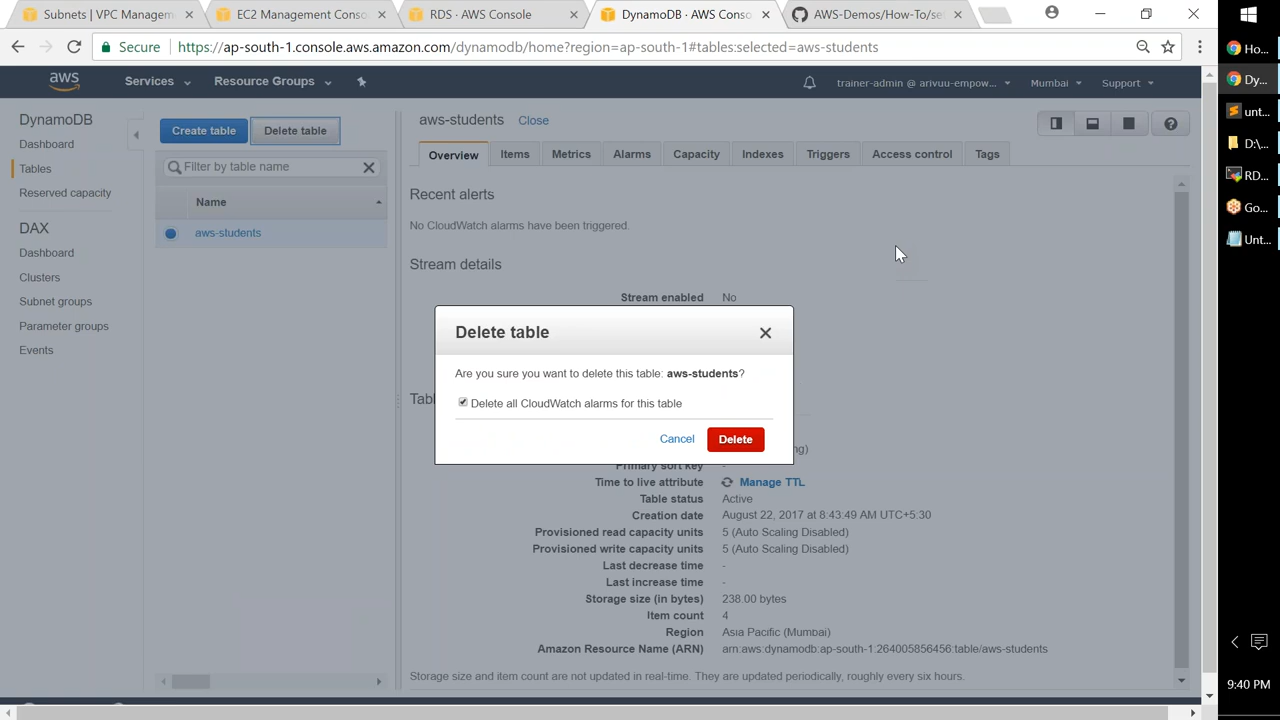 Subnets | VPC Managem
EC2 Management Conso
RDS · AWS Console
DynamoDB · AWS Conso
AWS-Demos/How-To/se
Secure
https://ap-south-1.console.aws.amazon.com/dynamodb/home?region=ap-south-1#tables:selected=aws-students
aws
Services
Resource Groups
trainer-admin @ arivuu-empow...
Mumbai
Support
DynamoDB
Dashboard
Tables
Reserved capacity
DAX
Dashboard
Clusters
Subnet groups
Parameter groups
Events
Create table
Delete table
Filter by table name
Name
aws-students
aws-students
Close
Overview
Items
Metrics
Alarms
Capacity
Indexes
Triggers
Access control
Tags
Recent alerts
No CloudWatch alarms have been triggered.
Stream details
Stream enabled No
Delete table
Are you sure you want to delete this table: aws-students?
Delete all CloudWatch alarms for this table
Cancel
Delete
Primary sort key -
Time to live attribute Manage TTL
Table status Active
Creation date August 22, 2017 at 8:43:49 AM UTC+5:30
Provisioned read capacity units 5 (Auto Scaling Disabled)
Provisioned write capacity units 5 (Auto Scaling Disabled)
Last decrease time -
Last increase time -
Storage size (in bytes) 238.00 bytes
Item count 4
Region Asia Pacific (Mumbai)
Amazon Resource Name (ARN) arn:aws:dynamodb:ap-south-1:264005856456:table/aws-students
Storage size and item count are not updated in real-time. They are updated periodically, roughly every six hours.
Ho...
Dy...
unt...
D:\...
RD...
Go...
Unt...
9:40 PM